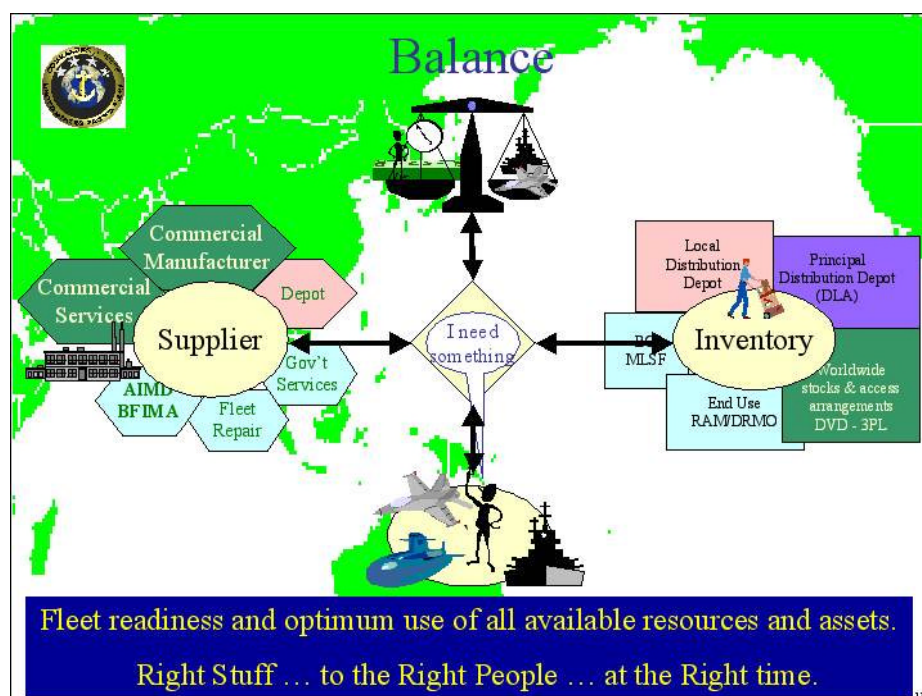 Balance
Commercial
Manufacturer
Commercial
Services
Depot
Supplier
Gov't
Services
AIMD
BFIMA
Fleet
Repair
I need
something
Local
Distribution
Depot
Principal
Distribution Depot
(DLA)
Inventory
MLSF
Worldwide
stocks & access
arrangements
DVD - 3PL
End Use
RAM/DRMO
Fleet readiness and optimum use of all available resources and assets.
Right Stuff … to the Right People … at the Right time.